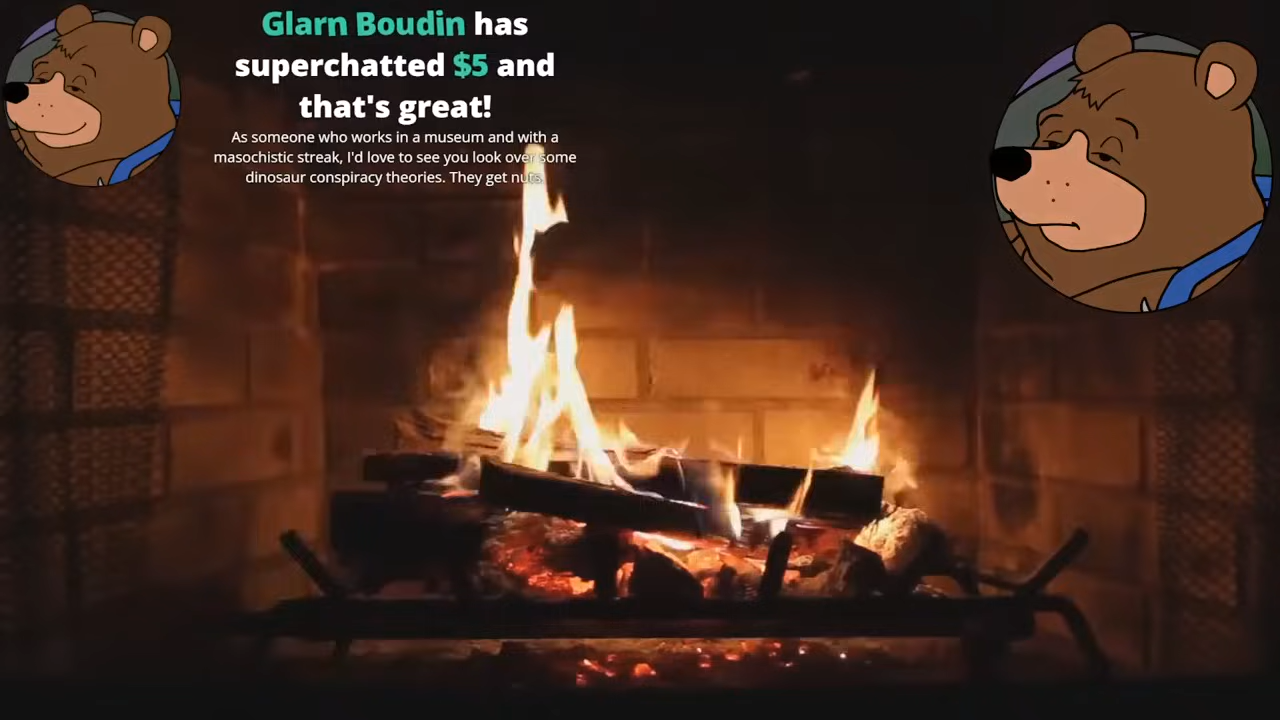 Glarn Boudin has
superchatted $5 and
that's great!
As someone who works in a museum and with a
masochistic streak, I'd love to see you look over some
dinosaur conspiracy theories. They get nuts.